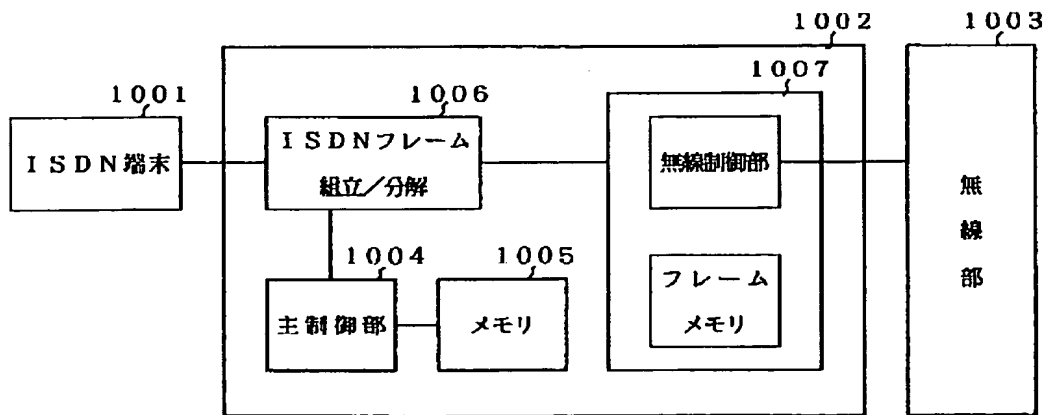 1002
1003
1007
1001
1006
ISDN端末
ISDNフレーム
組立／分解
無線制御部
無線部
1004
1005
主制御部
メモリ
フレーム
メモリ